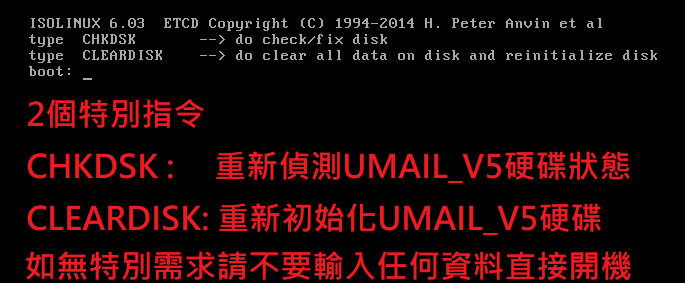 ISOLINUX 6.03  ETCD Copyright (C) 1994-2014 H. Peter Anvin et al
type  CHKDSK       --> do check/fix disk
type  CLEARDISK    --> do clear all data on disk and reinitialize disk
boot: _
2個特別指令
CHKDSK :  重新偵測UMAIL_V5硬碟狀態
CLEARDISK: 重新初始化UMAIL_V5硬碟
如無特別需求請不要輸入任何資料直接開機